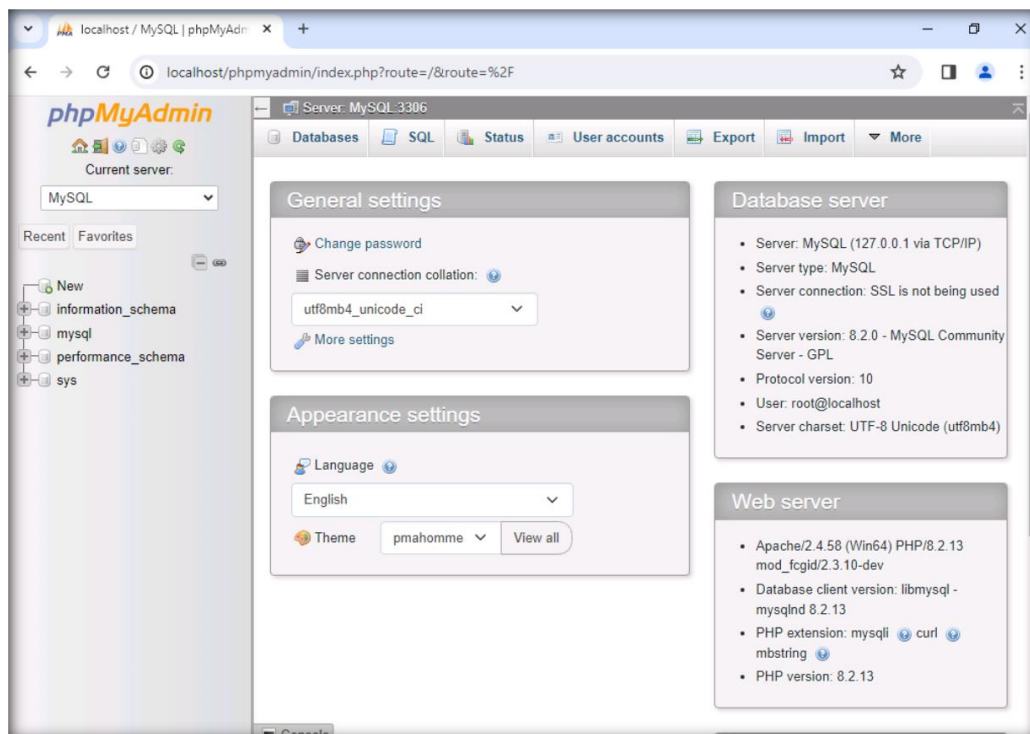 localhost / MySQL | phpMyAdm
localhost/phpmyadmin/index.php?route=/&route=%2F
phpMyAdmin
Current server:
MySQL
Recent Favorites
New
information_schema
mysql
performance_schema
sys
Server: MySQL:3306
Databases SQL Status User accounts Export Import More
General settings
Change password
Server connection collation:
utf8mb4_unicode_ci
More settings
Appearance settings
Language
English
Theme pmahomme View all
Database server
Server: MySQL (127.0.0.1 via TCP/IP)
Server type: MySQL
Server connection: SSL is not being used
Server version: 8.2.0 - MySQL Community
Server - GPL
Protocol version: 10
User: root@localhost
Server charset: UTF-8 Unicode (utf8mb4)
Web server
Apache/2.4.58 (Win64) PHP/8.2.13
mod_fcgid/2.3.10-dev
Database client version: libmysql -
mysqlnd 8.2.13
PHP extension: mysqli curl
mbstring
PHP version: 8.2.13
Console